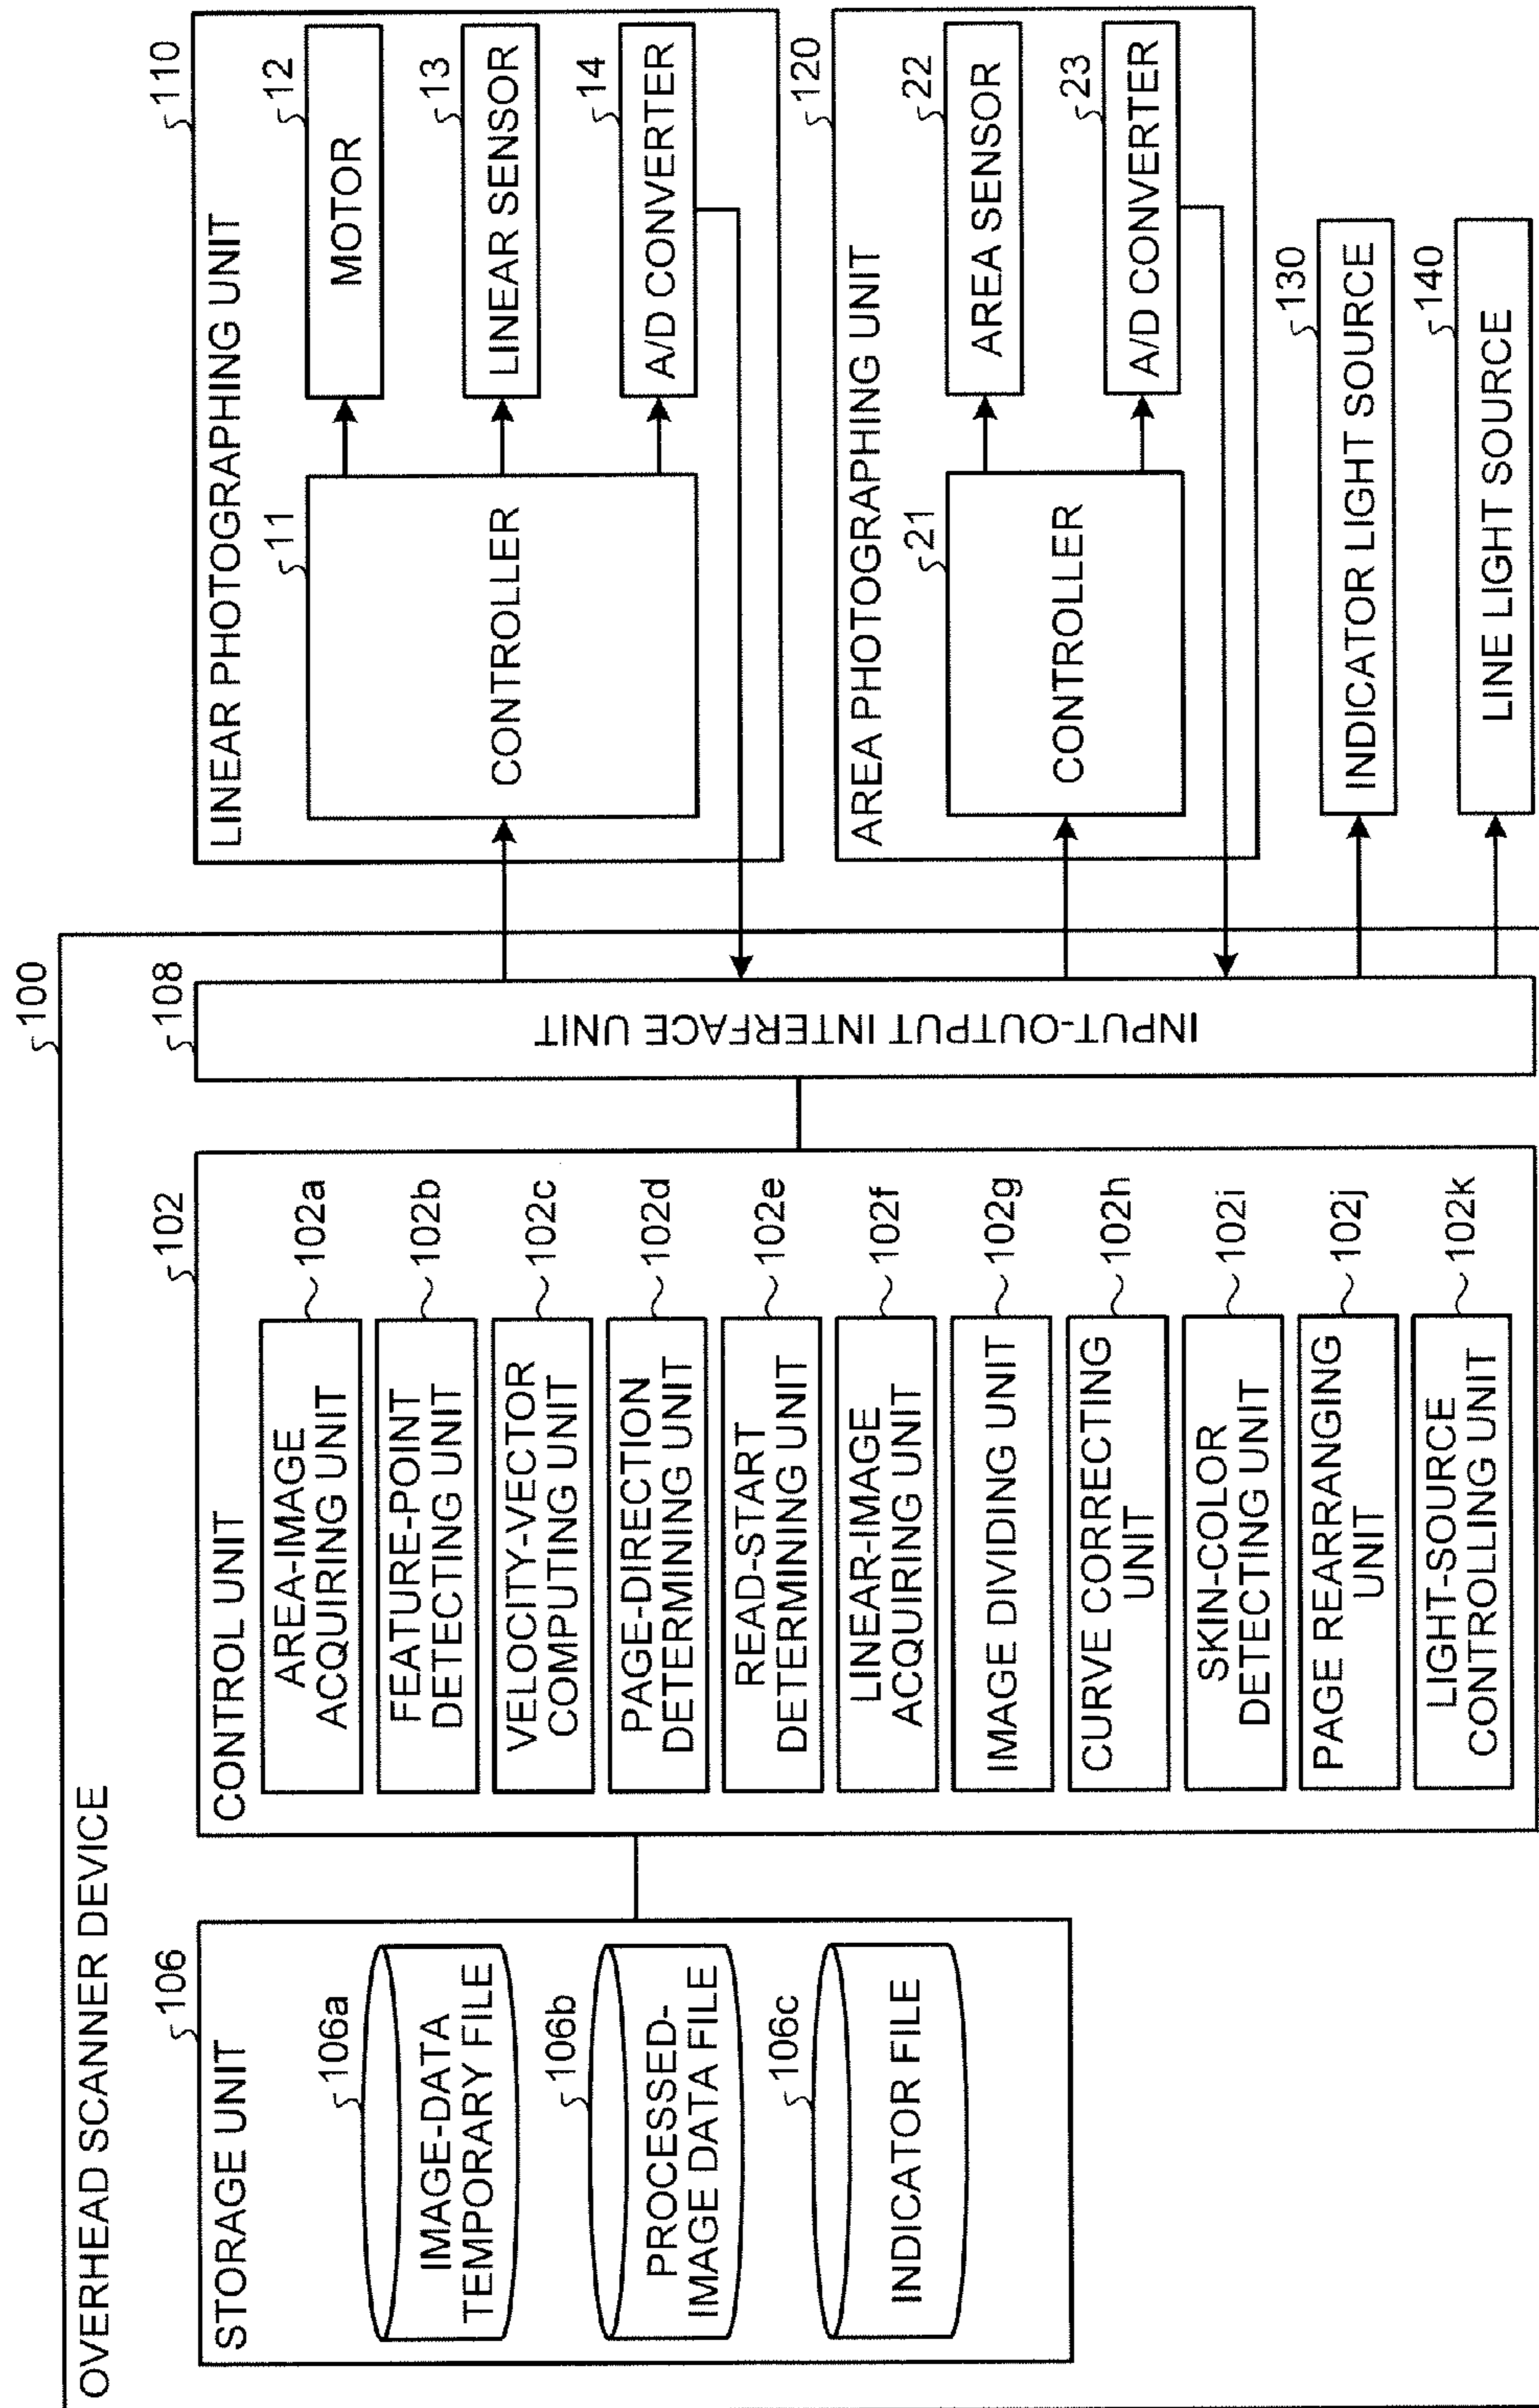 100
OVERHEAD SCANNER DEVICE
106
STORAGE UNIT
106a
IMAGE-DATA
TEMPORARY FILE
106b
PROCESSED-
IMAGE DATA FILE
106c
INDICATOR FILE
102
CONTROL UNIT
AREA-IMAGE
ACQUIRING UNIT
102a
FEATURE-POINT
DETECTING UNIT
102b
VELOCITY-VECTOR
COMPUTING UNIT
102c
PAGE-DIRECTION
DETERMINING UNIT
102d
READ-START
DETERMINING UNIT
102e
LINEAR-IMAGE
ACQUIRING UNIT
102f
IMAGE DIVIDING UNIT
102g
CURVE CORRECTING
UNIT
102h
SKIN-COLOR
DETECTING UNIT
102i
PAGE REARRANGING
UNIT
102j
LIGHT-SOURCE
CONTROLLING UNIT
102k
108
INPUT-OUTPUT INTERFACE UNIT
110
LINEAR PHOTOGRAPHING UNIT
11
CONTROLLER
12
MOTOR
13
LINEAR SENSOR
14
A/D CONVERTER
120
AREA PHOTOGRAPHING UNIT
21
CONTROLLER
22
AREA SENSOR
23
A/D CONVERTER
130
INDICATOR LIGHT SOURCE
140
LINE LIGHT SOURCE